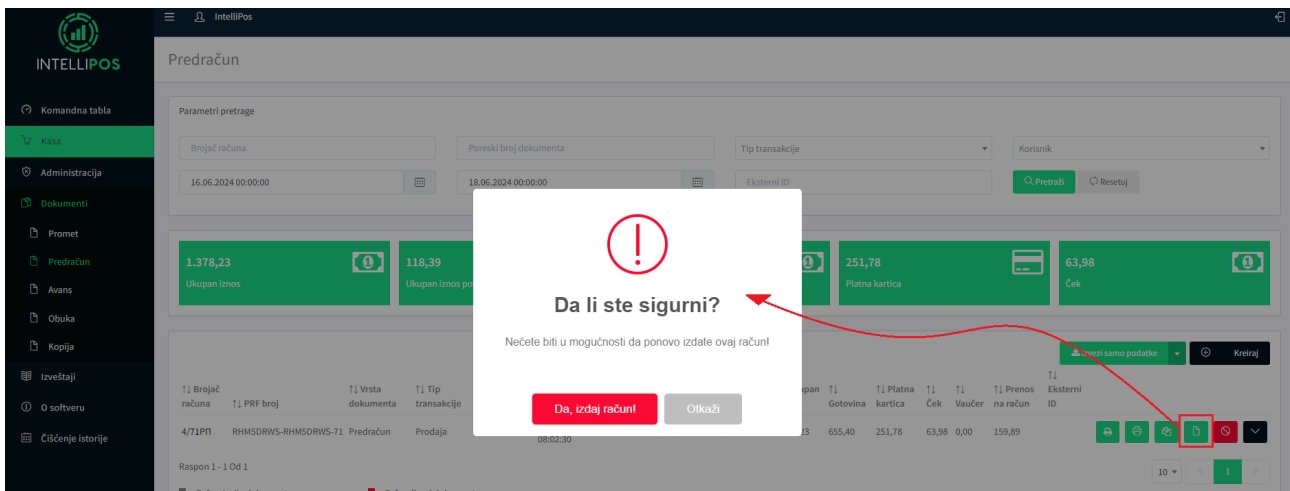 IntelliPos
INTELLIPOS
Predračun
Komandna tabla
Kasa
Administracija
Dokumenti
Promet
Predračun
Avans
Obuka
Kopija
Izveštaji
O softveru
Čišćenje istorije
Parametri pretrage
Brojač računa
Poreski broj dokumenta
Tip transakcije
Korisnik
16.06.2024 00:00:00
18.06.2024 00:00:00
Eksterni ID
Pretraži
Resetuj
1.378,23
Ukupan iznos
118,39
Ukupan iznos
251,78
Platna kartica
63,98
Ček
Da li ste sigurni?
Nećete biti u mogućnosti da ponovo izdate ovaj račun!
Da, izdaj račun!
Otkaži
samo podatke
Kreiraj
↑↓ Brojač računa
↑↓ PRF broj
↑↓ Vrsta dokumenta
↑↓ Tip transakcije
↑↓ Gotovina
↑↓ Platna kartica
↑↓ Ček
↑↓ Vaučer
↑↓ Prenos na račun
↑↓ Eksterni ID
4/71РП RHM5DRWS-RHM5DRWS-71 Predračun Prodaja 08:02:30 655,40 251,78 63,98 0,00 159,89
Raspon 1 - 1 Od 1
10
<
1
>